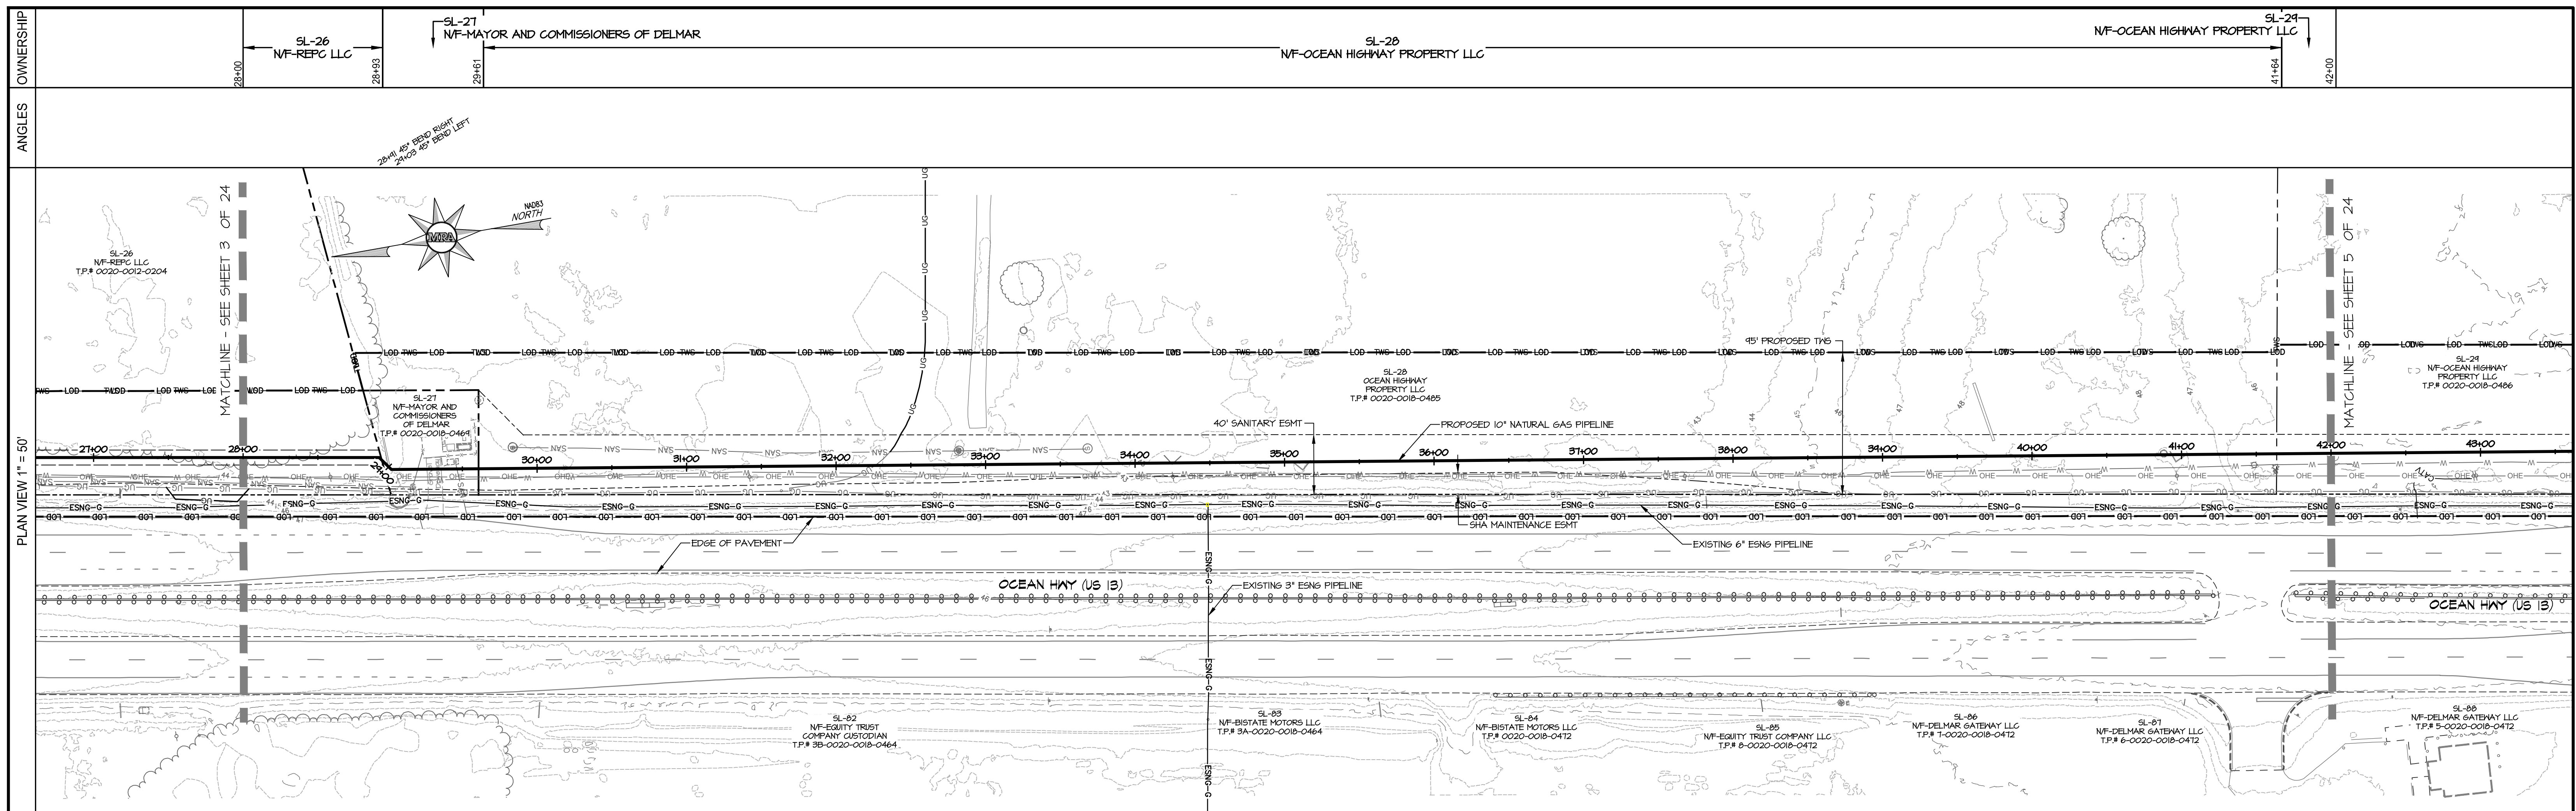 OWNERSHIP
SL-26
N/F-REPC LLC
SL-27
N/F-MAYOR AND COMMISSIONERS OF DELMAR
SL-28
N/F-OCEAN HIGHWAY PROPERTY LLC
SL-29
N/F-OCEAN HIGHWAY PROPERTY LLC
28+00
28+93
29+61
41+64
42+00
ANGLES
28+91 45° BEND RIGHT
29+03 45° BEND LEFT
PLAN VIEW 1" = 50'
MATCHLINE - SEE SHEET 3 OF 24
MRA
NAD83
NORTH
MATCHLINE - SEE SHEET 5 OF 24
SL-26
N/F-REPC LLC
T.P.# 0020-0012-0204
SL-27
N/F-MAYOR AND
COMMISSIONERS
OF DELMAR
T.P.# 0020-0018-0469
SL-28
OCEAN HIGHWAY
PROPERTY LLC
T.P.# 0020-0018-0485
95' PROPOSED TWS
SL-29
N/F-OCEAN HIGHWAY
PROPERTY LLC
T.P.# 0020-0018-0486
40' SANITARY ESMT
PROPOSED 10" NATURAL GAS PIPELINE
27+00
28+00
29+00
30+00
31+00
32+00
33+00
34+00
35+00
36+00
37+00
38+00
39+00
40+00
41+00
42+00
43+00
SHA MAINTENANCE ESMT
EDGE OF PAVEMENT
EXISTING 6" ESNG PIPELINE
EXISTING 3" ESNG PIPELINE
OCEAN HWY (US 13)
OCEAN HWY (US 13)
SL-82
N/F-EQUITY TRUST
COMPANY CUSTODIAN
T.P.# 3B-0020-0018-0464
SL-83
N/F-BISTATE MOTORS LLC
T.P.# 3A-0020-0018-0464
SL-84
N/F-BISTATE MOTORS LLC
T.P.# 0020-0018-0472
SL-85
N/F-EQUITY TRUST COMPANY LLC
T.P.# 8-0020-0018-0472
SL-86
N/F-DELMAR GATEWAY LLC
T.P.# 7-0020-0018-0472
SL-87
N/F-DELMAR GATEWAY LLC
T.P.# 6-0020-0018-0472
SL-88
N/F-DELMAR GATEWAY LLC
T.P.# 5-0020-0018-0472